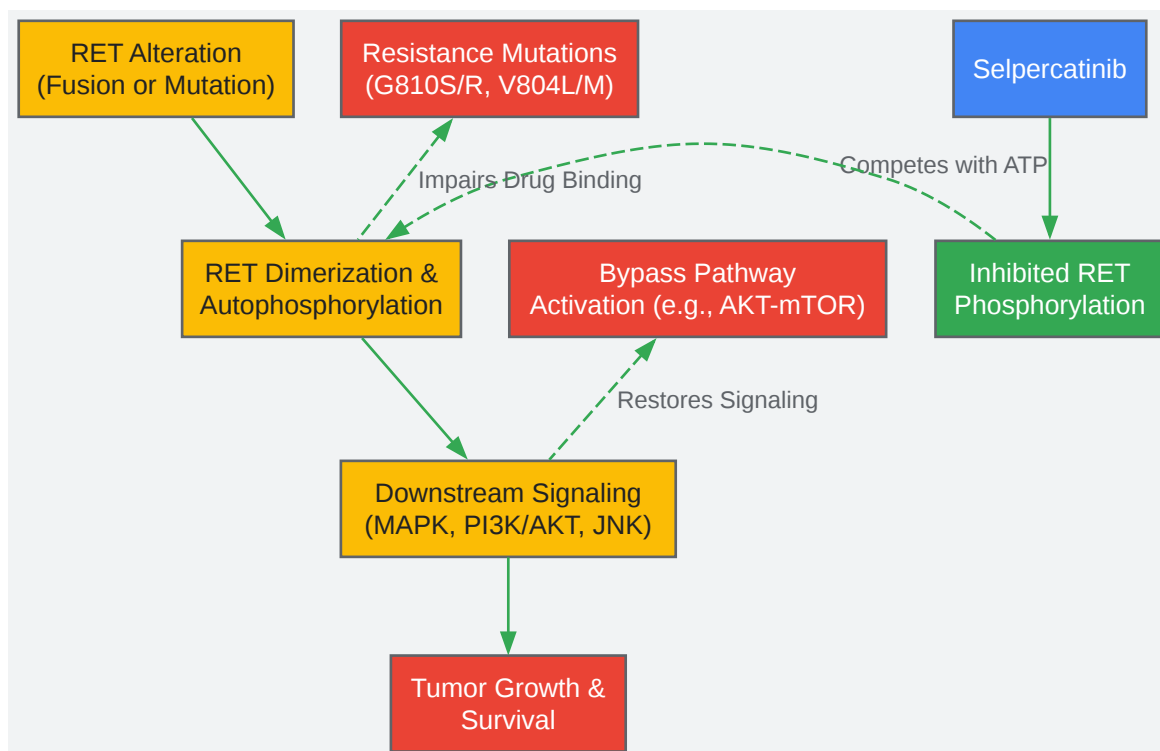 RET Alteration
(Fusion or Mutation)
Resistance Mutations
(G810S/R, V804L/M)
Selpercatinib
Impairs Drug Binding
Competes with ATP
RET Dimerization &
Autophosphorylation
Bypass Pathway
Activation (e.g., AKT-mTOR)
Inhibited RET
Phosphorylation
Restores Signaling
Downstream Signaling
(MAPK, PI3K/AKT, JNK)
Tumor Growth &
Survival